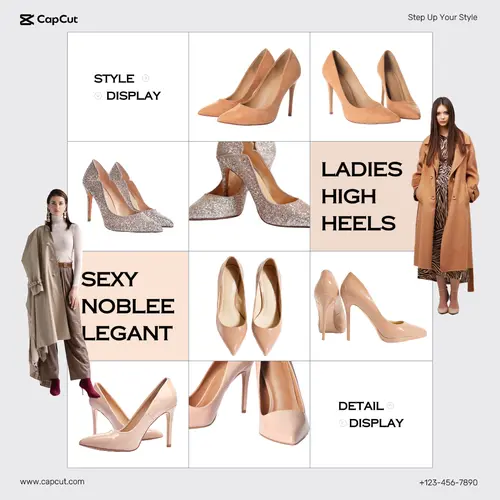 CapCut
Step Up Your Style
STYLE
DISPLAY
LADIES
HIGH
HEELS
SEXY
NOBLEE
LEGANT
DETAIL
DISPLAY
www.capcut.com
+123-456-7890